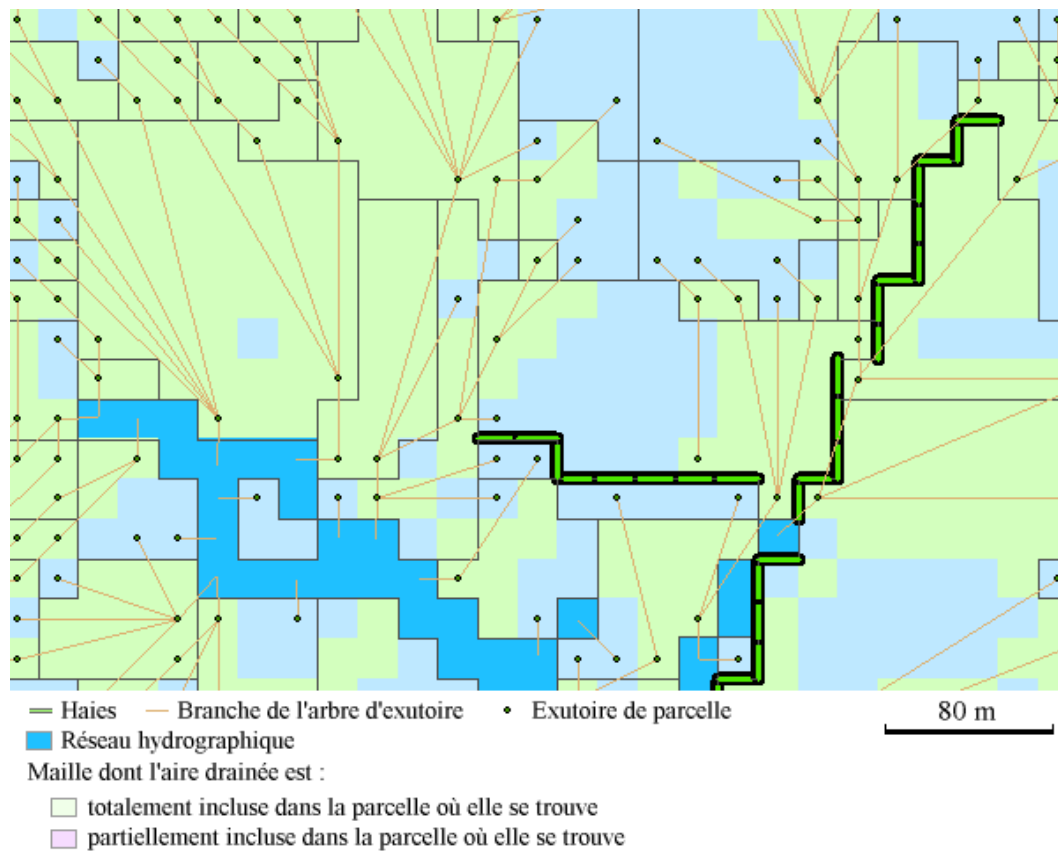 Haies Branche de l'arbre d'exutoire Exutoire de parcelle 80 m
Réseau hydrographique
Maille dont l'aire drainée est :
totalement incluse dans la parcelle où elle se trouve
partiellement incluse dans la parcelle où elle se trouve